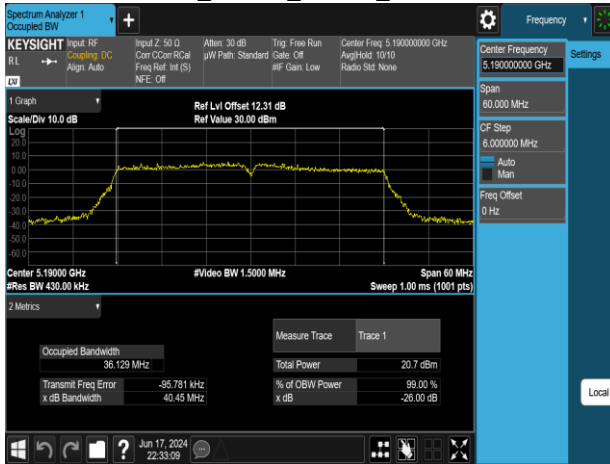 Spectrum Analyzer 1
Occupied BW
Frequency
KEYSIGHT
Input: RF
Coupling: DC
Align: Auto
RL
LXI
Input Z: 50 Ω
Corr CCorr RCal
Freq Ref: Int (S)
NFE: Off
Atten: 30 dB
µW Path: Standard
Trig: Free Run
Gate: Off
#IF Gain: Low
Center Freq: 5.190000000 GHz
Avg|Hold: 10/10
Radio Std: None
Center Frequency
5.190000000 GHz
Settings
Span
60.000 MHz
CF Step
6.000000 MHz
Auto
Man
Freq Offset
0 Hz
1 Graph
Scale/Div 10.0 dB
Ref Lvl Offset 12.31 dB
Ref Value 30.00 dBm
Log
20.0
10.0
0.00
-10.0
-20.0
-30.0
-40.0
-50.0
-60.0
Center 5.19000 GHz
#Res BW 430.00 kHz
#Video BW 1.5000 MHz
Span 60 MHz
Sweep 1.00 ms (1001 pts)
2 Metrics
Measure Trace Trace 1
Occupied Bandwidth
36.129 MHz
Total Power 20.7 dBm
Transmit Freq Error -95.781 kHz
% of OBW Power 99.00 %
x dB Bandwidth 40.45 MHz
x dB -26.00 dB
Local
?
Jun 17, 2024
22:33:09